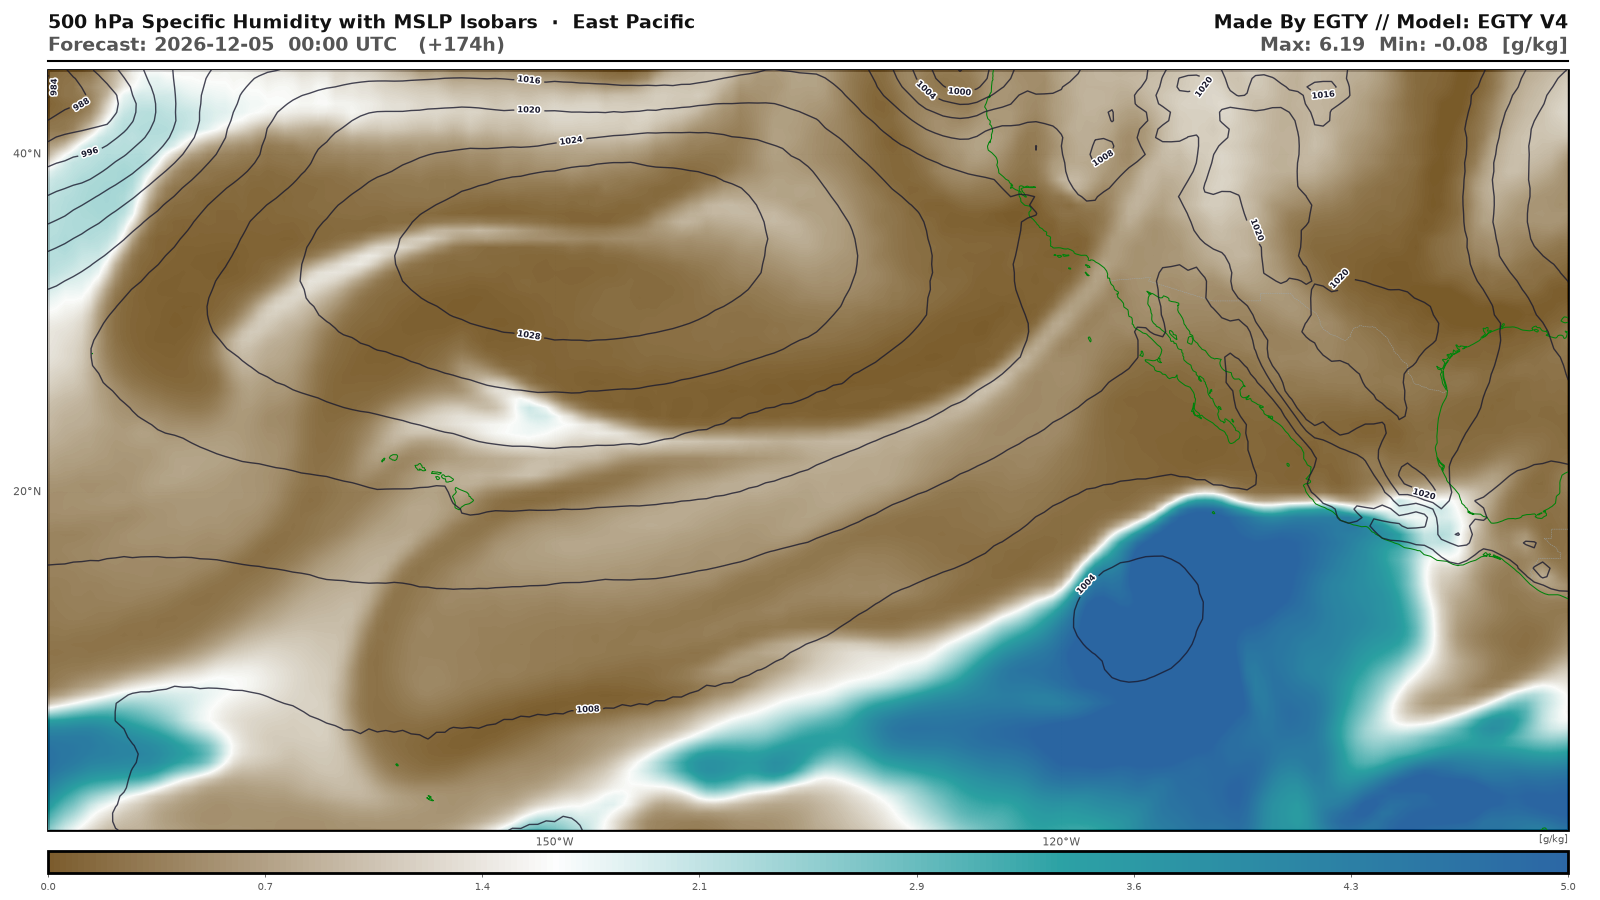 500 hPa Specific Humidity with MSLP Isobars · East Pacific
Made By EGTY // Model: EGTY V4
Forecast: 2026-12-05 00:00 UTC (+174h)
Max: 6.19 Min: -0.08 [g/kg]
984
988
996
1016
1020
1024
1028
1004
1000
1020
1016
1008
1020
1020
1020
1004
1008
40°N
20°N
150°W
120°W
[g/kg]
0.0
0.7
1.4
2.1
2.9
3.6
4.3
5.0